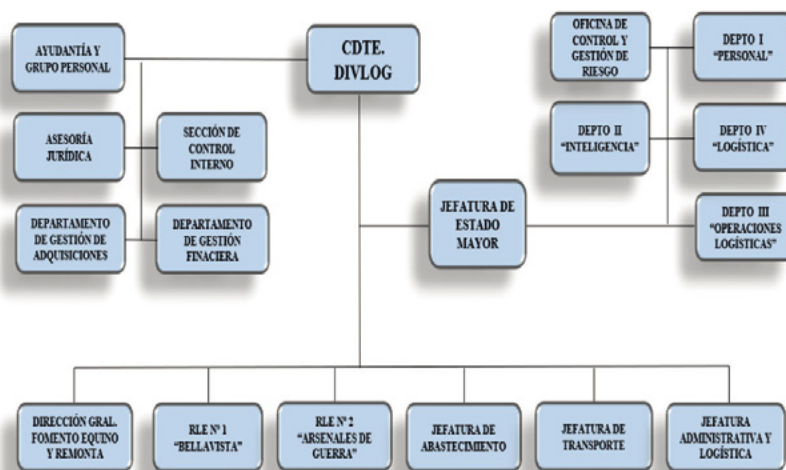 AYUDANTÍA Y
GRUPO PERSONAL
CDTE.
DIVLOG
OFICINA DE
CONTROL Y
GESTIÓN DE
RIESGO
DEPTO I
"PERSONAL"
ASESORÍA
JURÍDICA
SECCIÓN DE
CONTROL
INTERNO
DEPTO II
"INTELIGENCIA"
DEPTO IV
"LOGÍSTICA"
DEPARTAMENTO
DE GESTIÓN DE
ADQUISICIONES
DEPARTAMENTO
DE GESTIÓN
FINACIERA
JEFATURA DE
ESTADO
MAYOR
DEPTO III
"OPERACIONES
LOGÍSTICAS"
DIRECCIÓN GRAL.
FOMENTO EQUINO
Y REMONTA
RLE Nº 1
"BELLAVISTA"
RLE Nº 2
"ARSENALES DE
GUERRA"
JEFATURA DE
ABASTECIMIENTO
JEFATURA DE
TRANSPORTE
JEFATURA
ADMINISTRATIVA Y
LOGÍSTICA